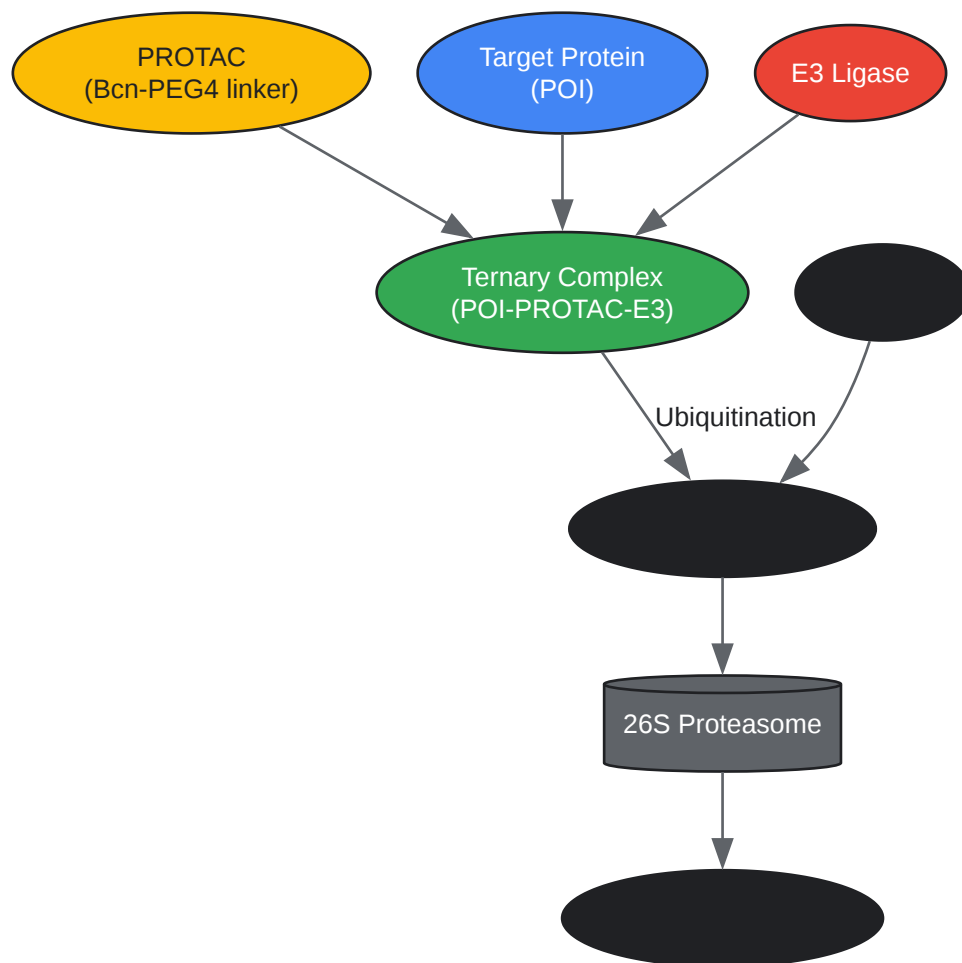 PROTAC
(Bcn-PEG4 linker)
Target Protein
(POI)
E3 Ligase
Ternary Complex
(POI-PROTAC-E3)
Ubiquitination
26S Proteasome